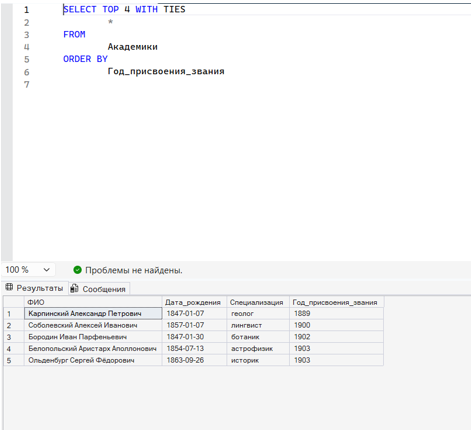 1 SELECT TOP 4 WITH TIES
2 *
3 FROM
4 Академики
5 ORDER BY
6 Год_присвоения_звания
7
100 % Проблемы не найдены.
Результаты Сообщения
ФИО Дата_рождения Специализация Год_присвоения_звания
1 Карпинский Александр Петрович 1847-01-07 геолог 1889
2 Соболевский Алексей Иванович 1857-01-07 лингвист 1900
3 Бородин Иван Парфеньевич 1847-01-30 ботаник 1902
4 Белопольский Аристарх Аполлонович 1854-07-13 астрофизик 1903
5 Ольденбург Сергей Фёдорович 1863-09-26 историк 1903